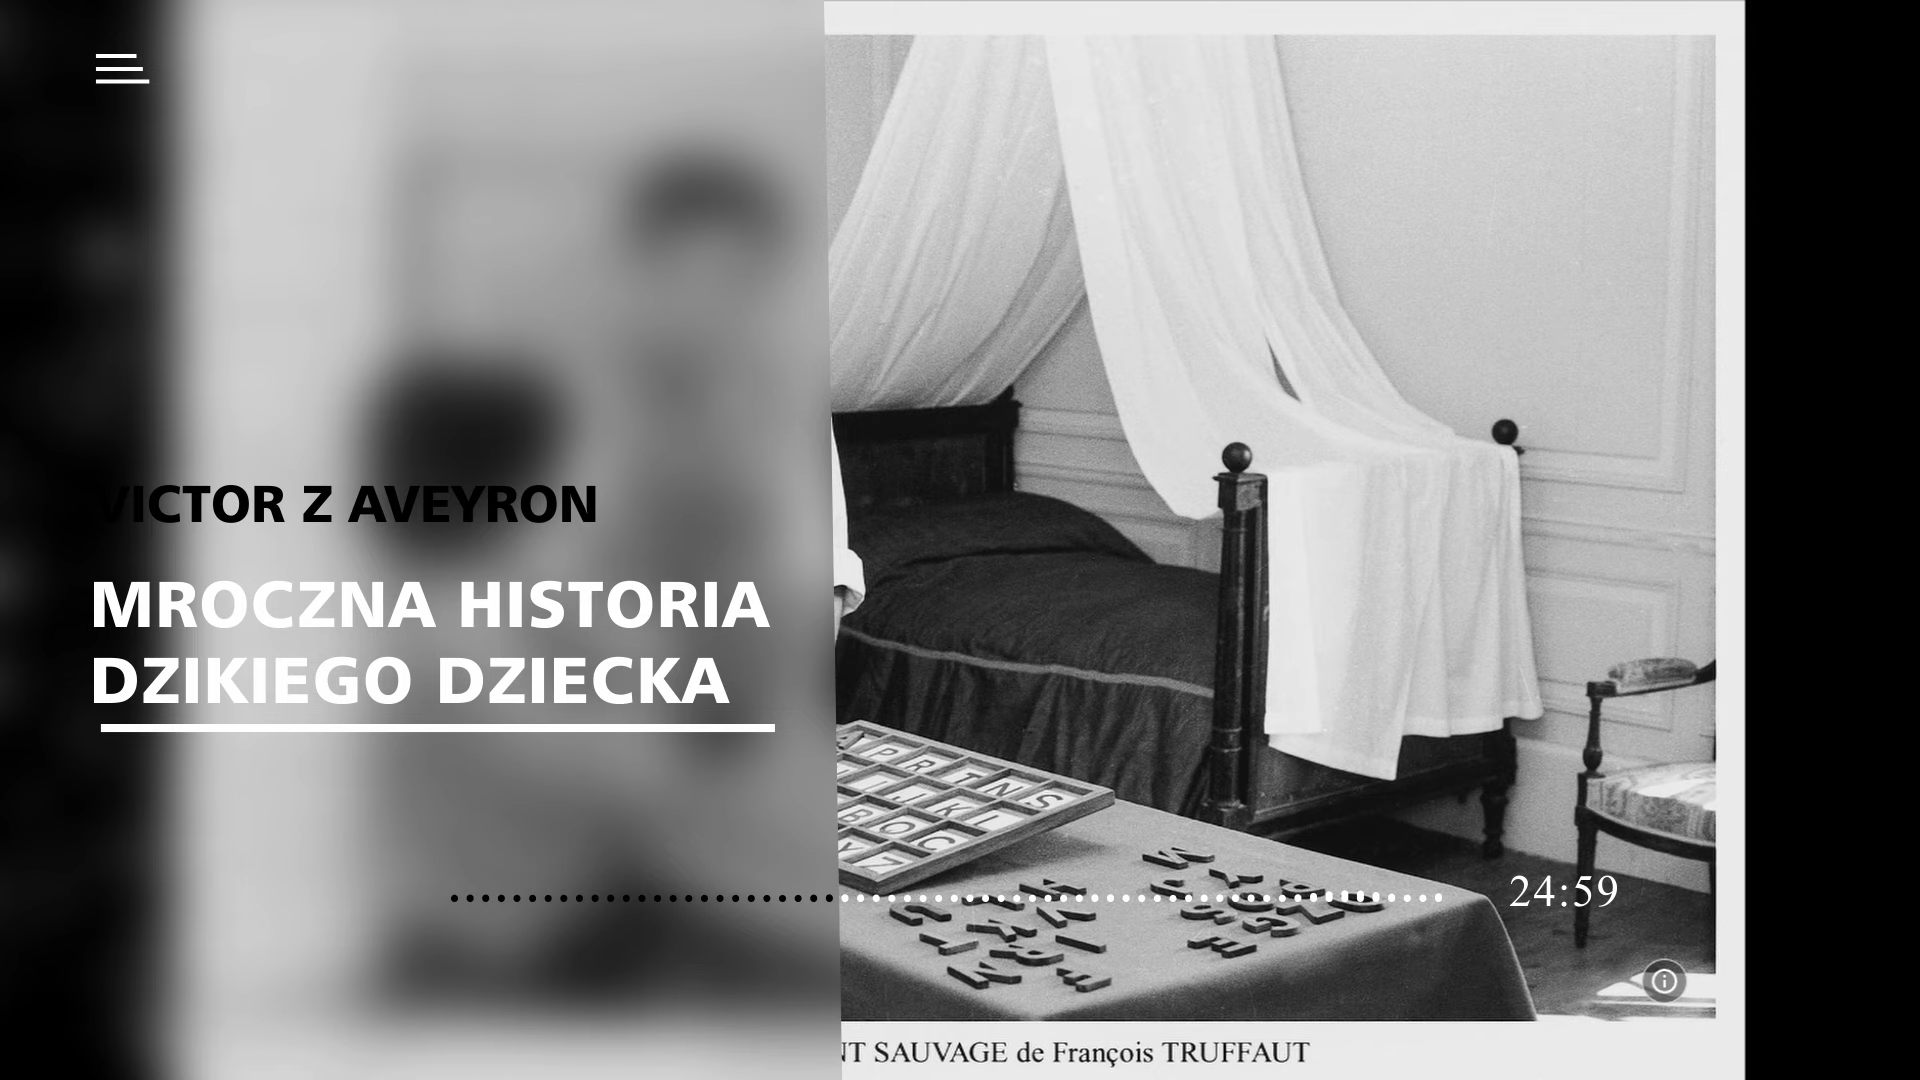 VICTOR Z AVEYRON
MROCZNA HISTORIA
DZIKIEGO DZIECKA
24:59
NT SAUVAGE de François TRUFFAUT